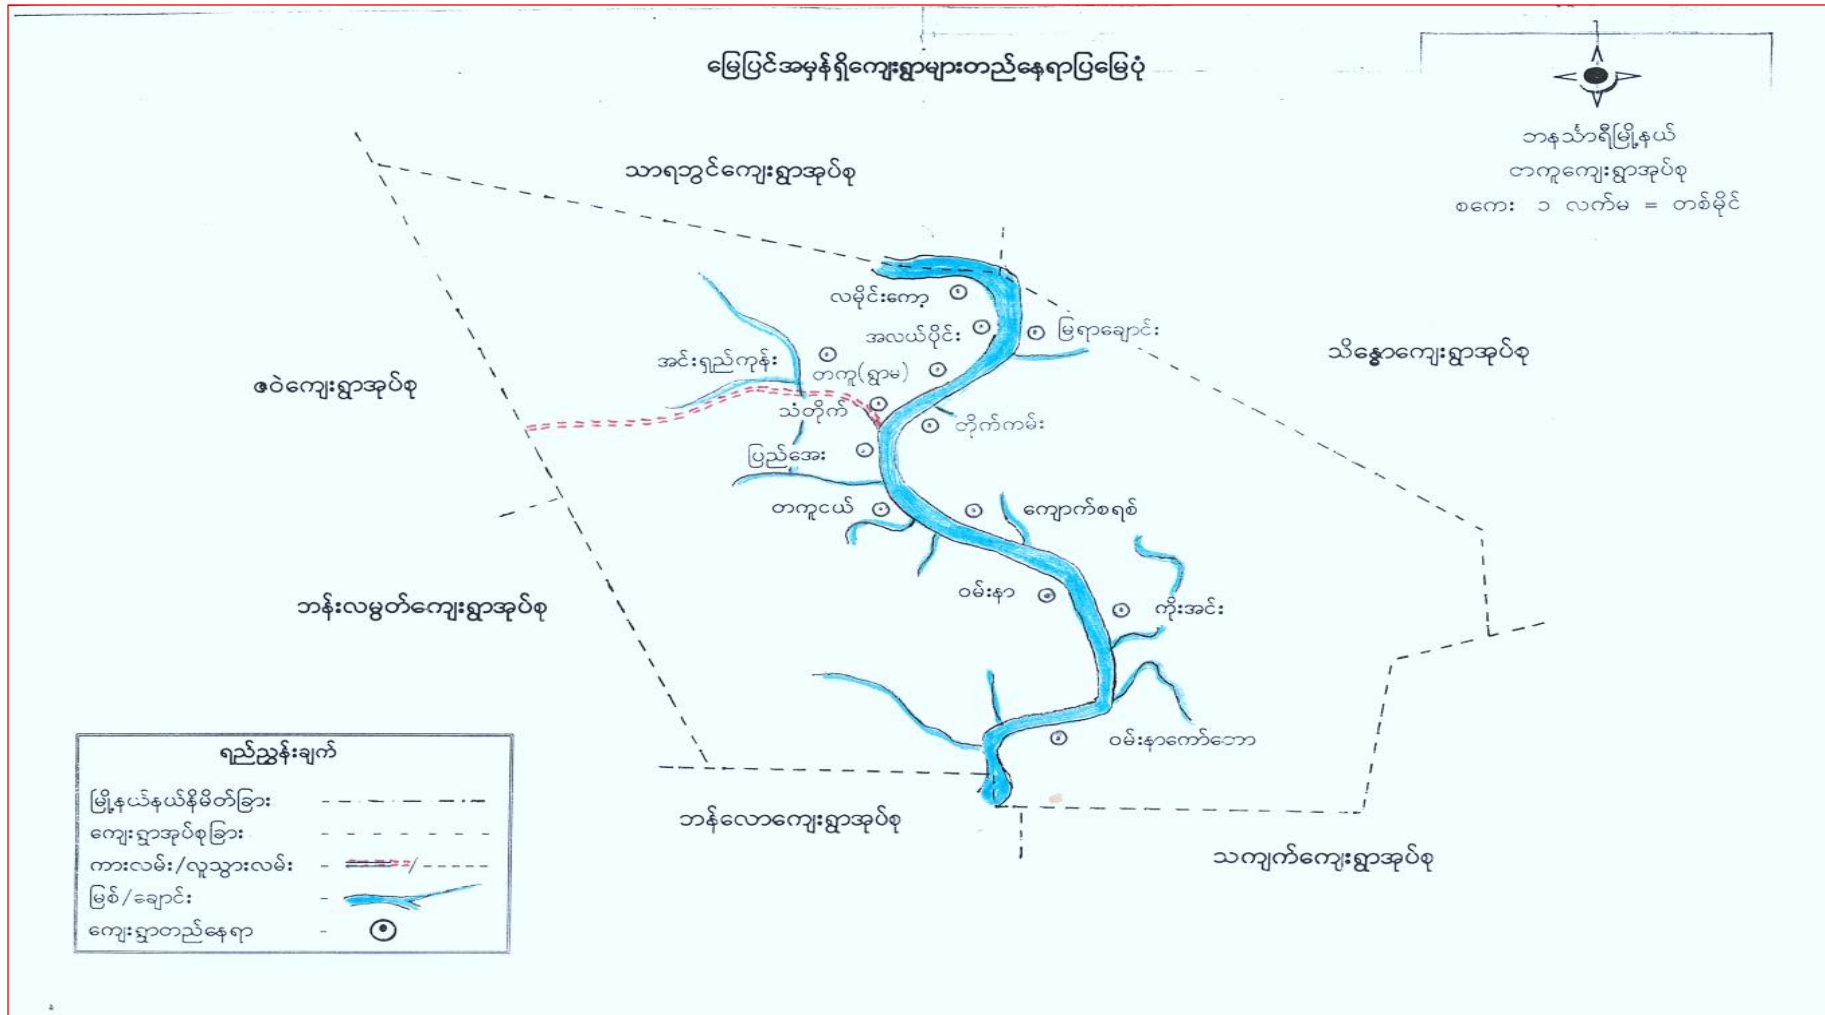 မြေပြင်အမှန်ရှိကျေးရွာများတည်နေရာပြမြေပုံ
ဘနင်္သာရီမြို့နယ်
ငာကူကျေးရွာအုပ်စု
စကေး ၁ လက်မ = တစ်မိုင်
သာရဘွင်ကျေးရွာအုပ်စု
လမိုင်းကော့
အလယ်ပိုင်း
မြရာချောင်း
အင်းရှည်ကုန်း
တကူ(ရွာမ)
သိန္ဓောကျေးရွာအုပ်စု
ဇဝဲကျေးရွာအုပ်စု
သံတိုက်
ဘိုက်ကမ်း
ပြည်အေး
တကူငယ်
ကျောက်စရစ်
ဝမ်းနာ
ကိုးအင်း
ဘန်းလမွတ်ကျေးရွာအုပ်စု
ဝမ်းနာကော်ဘော
ဘန်လောကျေးရွာအုပ်စု
သကျက်ကျေးရွာအုပ်စု
ရည်ညွှန်းချက်
မြို့နယ်နယ်နိမိတ်ခြား
ကျေးရွာအုပ်စုခြား
ကားလမ်း/လူသွားလမ်း
မြစ်/ချောင်း
ကျေးရွာတည်နေရာ